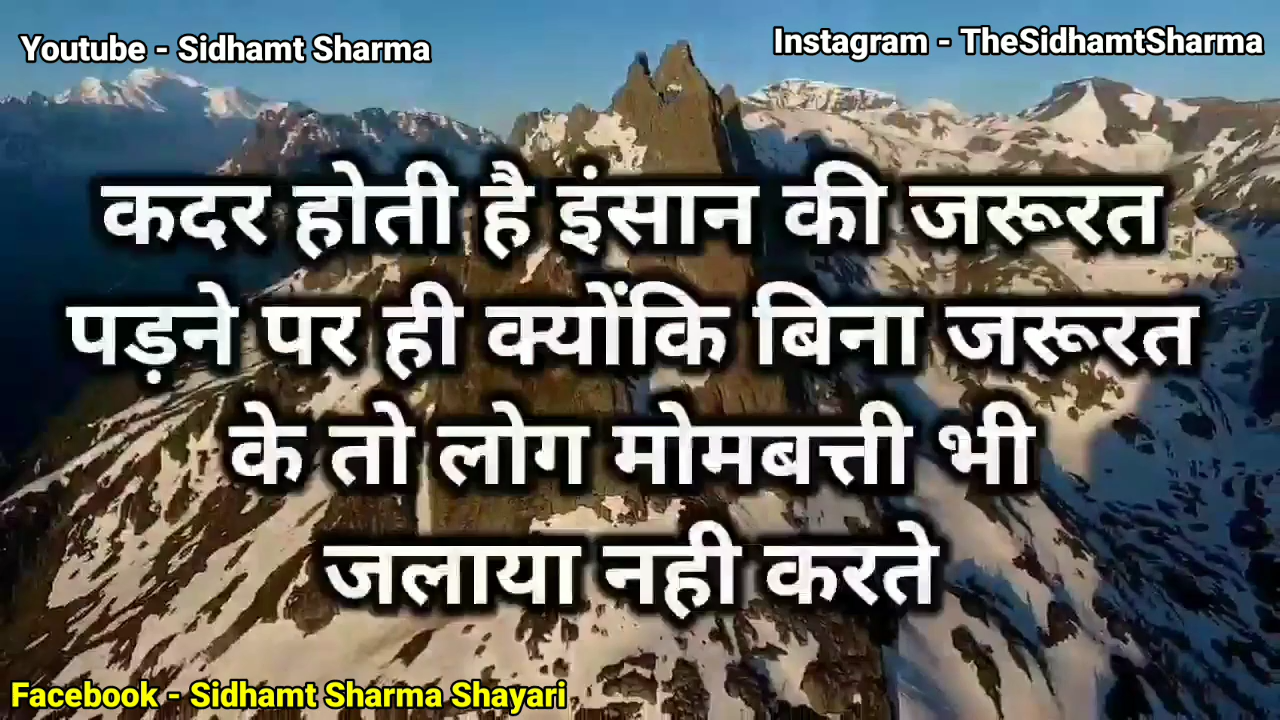 Youtube - Sidhamt Sharma
Instagram - TheSidhamtSharma
कदर होती है इंसान की जरूरत
पड़ने पर ही क्योंकि बिना जरूरत
के तो लोग मोमबत्ती भी
जलाया नही करते
Facebook - Sidhamt Sharma Shayari